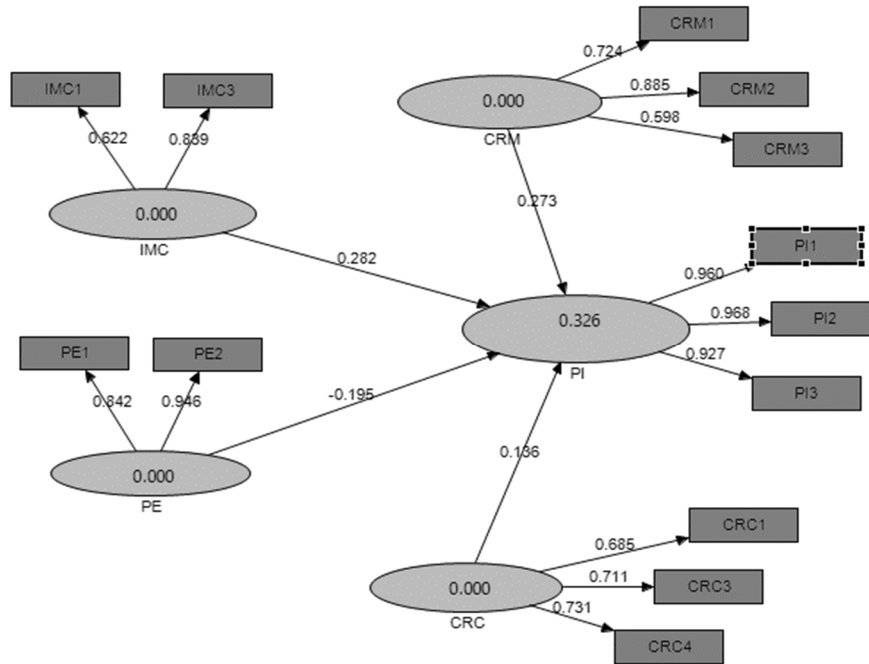 CRM1
0.724
IMC1
IMC3
0.885
CRM2
0.000
0.598
0.622
0.839
CRM
CRM3
0.000
0.273
IMC
PI1
0.282
0.960
0.326
0.968
PI2
PE1
PE2
PI
0.927
PI3
0.842
0.946
-0.195
0.000
0.136
PE
CRC1
0.685
0.000
0.711
CRC3
0.731
CRC
CRC4